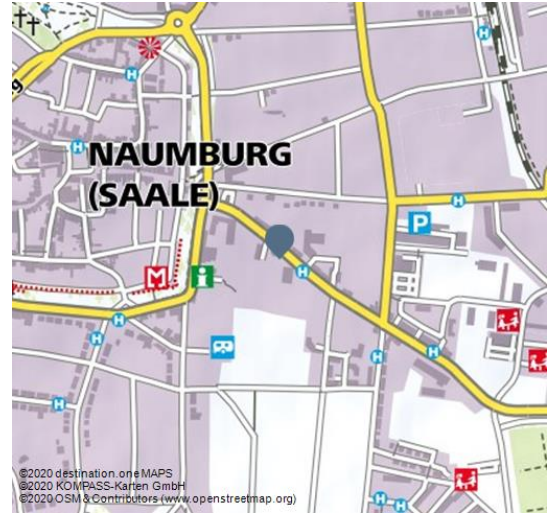 g
H
H
H
NAUMBURG
(SAALE)
H
P
M
i
H
H
H
H
H
H
H
H
©2020 destination.one MAPS
©2020 KOMPASS-Karten GmbH
©2020 OSM & Contributors (www.openstreetmap.org)